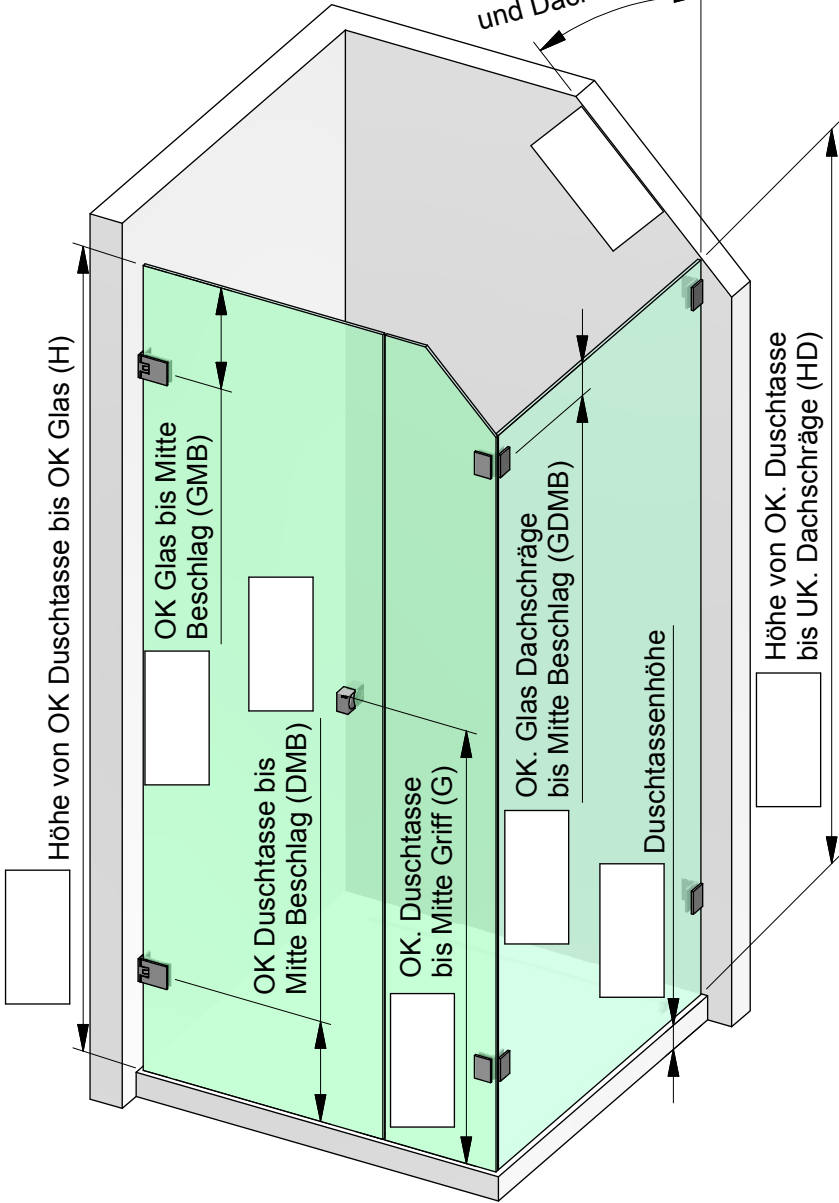 und Dac
Höhe von OK Duschtasse bis OK Glas (H)
OK Glas bis Mitte
Beschlag (GMB)
OK Duschtasse bis
Mitte Beschlag (DMB)
OK. Duschtasse
bis Mitte Griff (G)
OK. Glas Dachschräge
bis Mitte Beschlag (GDMB)
Duschtassenhöhe
Höhe von OK. Duschtasse
bis UK. Dachschräge (HD)